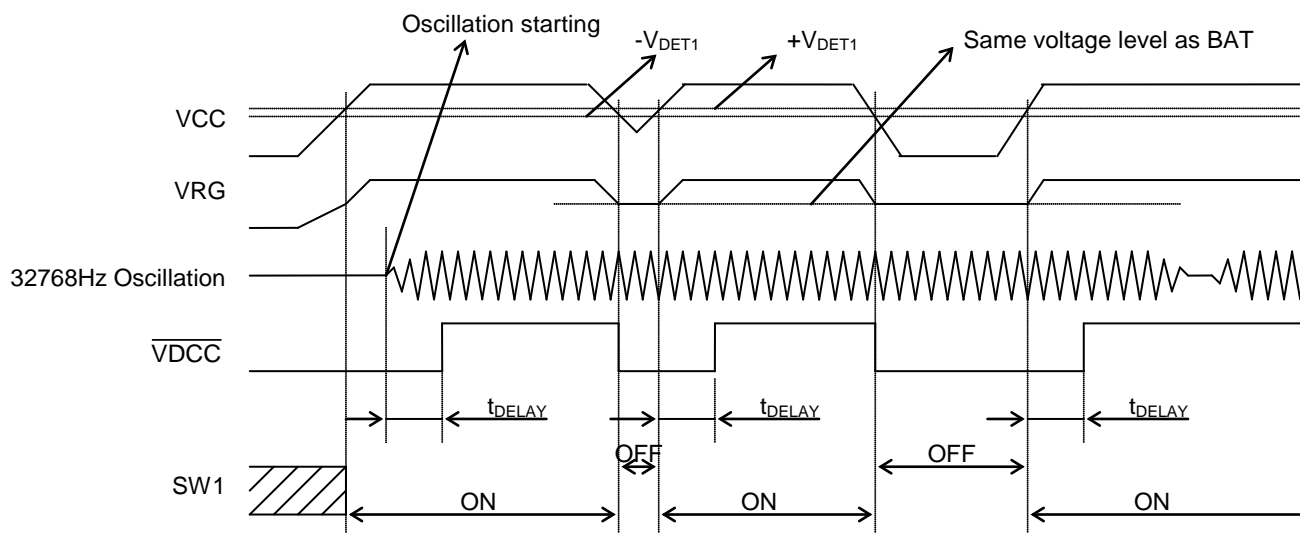 Oscillation starting
-VDET1
+VDET1
Same voltage level as BAT
VCC
VRG
32768Hz Oscillation
VDCC
tDELAY
tDELAY
tDELAY
OFF
OFF
SW1
ON
ON
ON